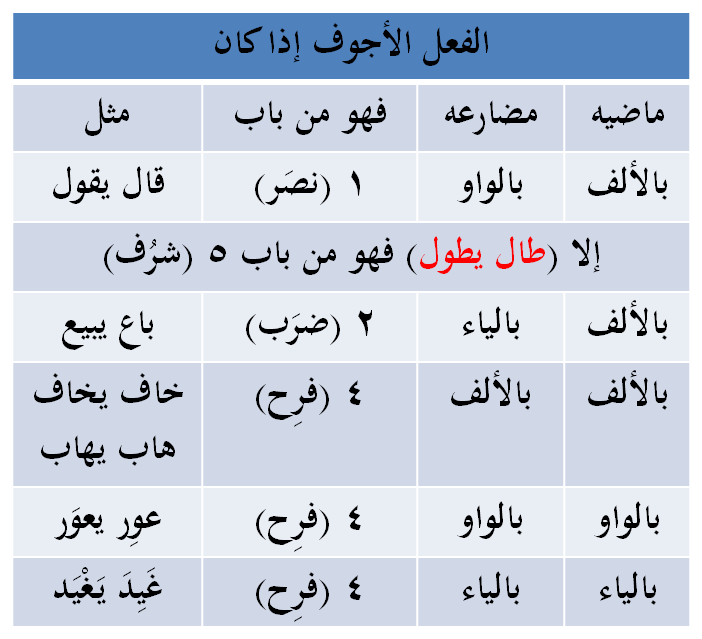 الفعل الأجوف إذا كان
ماضيه مضارعه فهو من باب مثل
بالألف بالواو ١ (نصَر) قال يقول
إلا (طال يطول) فهو من باب ٥ (شرُف)
بالألف بالياء ٢ (ضرَب) باع يبيع
بالألف بالألف ٤ (فرِح) خاف يخاف
هاب يهاب
بالواو بالواو ٤ (فرِح) عوِر يعوَر
بالياء بالياء ٤ (فرِح) غَيِدَ يَغْيَد